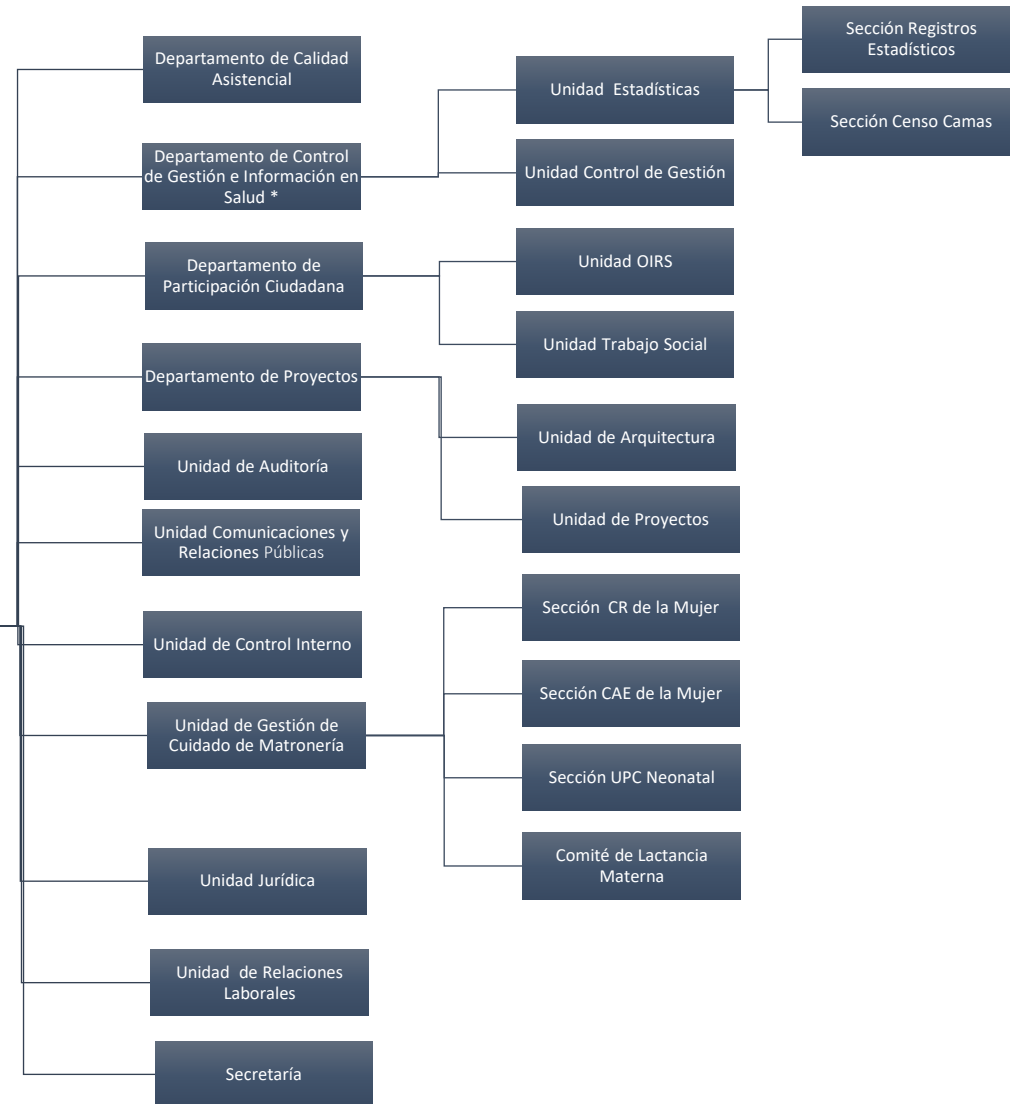 Departamento de Calidad
Asistencial
Departamento de Control
de Gestión e Información en
Salud *
Departamento de
Participación Ciudadana
Departamento de Proyectos
Unidad de Auditoría
Unidad Comunicaciones y
Relaciones Públicas
Unidad de Control Interno
Unidad de Gestión de
Cuidado de Matronería
Unidad Jurídica
Unidad de Relaciones
Laborales
Secretaría
Unidad Estadísticas
Unidad Control de Gestión
Unidad OIRS
Unidad Trabajo Social
Unidad de Arquitectura
Unidad de Proyectos
Sección CR de la Mujer
Sección CAE de la Mujer
Sección UPC Neonatal
Comité de Lactancia
Materna
Sección Registros
Estadísticos
Sección Censo Camas